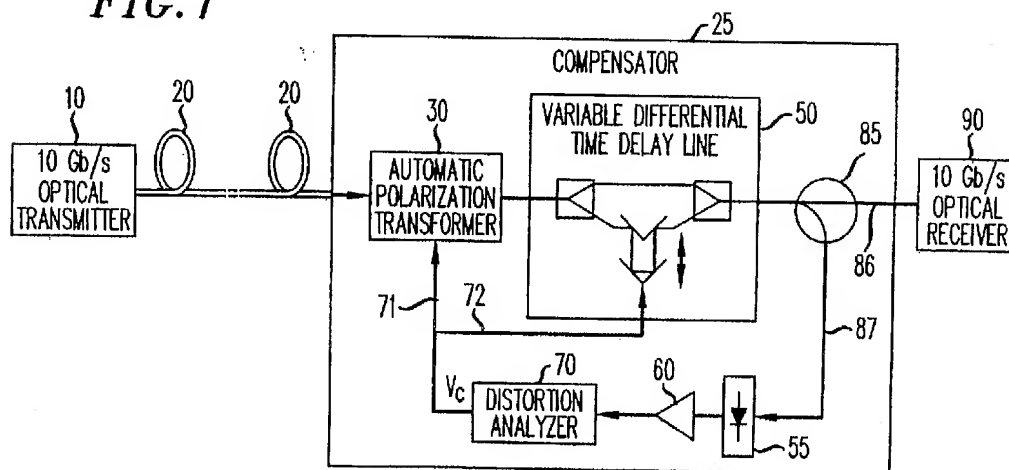 FIG. 7
25
COMPENSATOR
10
20
20
30
VARIABLE DIFFERENTIAL
TIME DELAY LINE
50
85
90
10 Gb/s
OPTICAL
TRANSMITTER
AUTOMATIC
POLARIZATION
TRANSFORMER
10 Gb/s
OPTICAL
RECEIVER
86
71
72
87
Vc
70
DISTORTION
ANALYZER
60
55